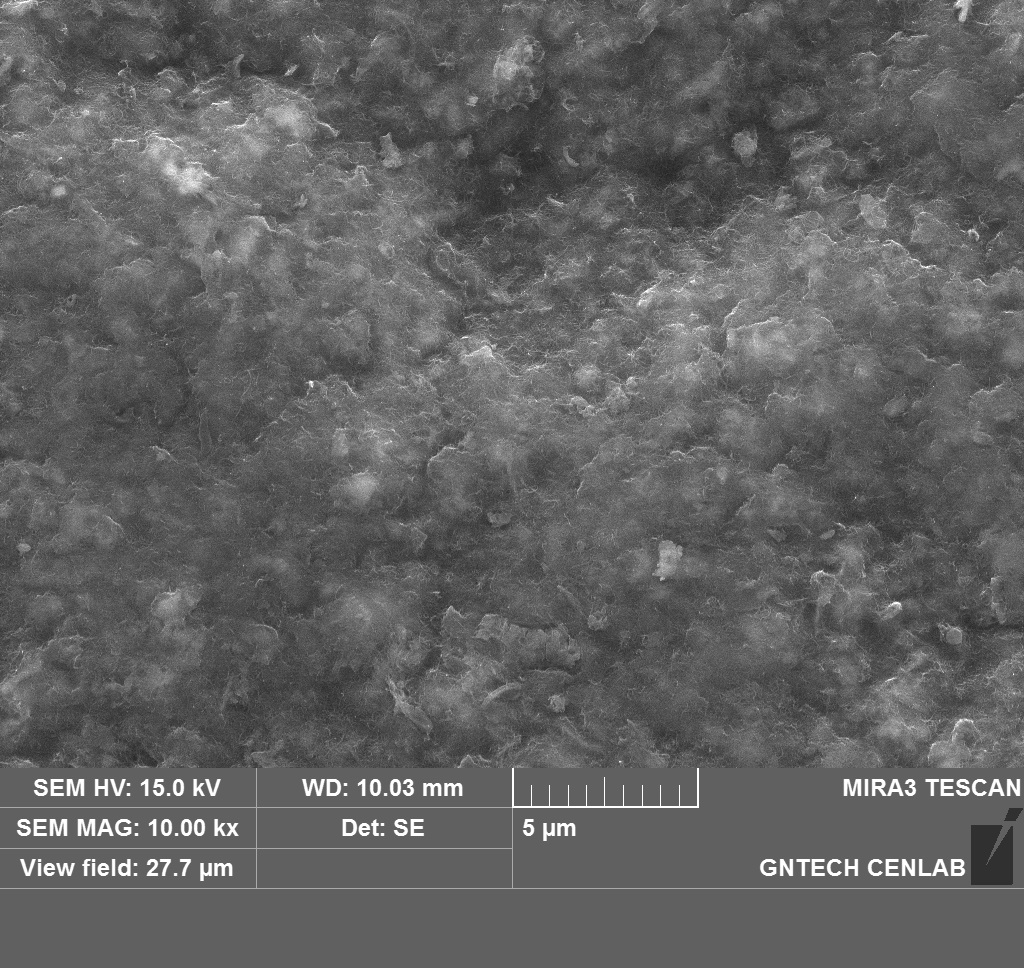 SEM HV: 15.0 kV
WD: 10.03 mm
MIRA3 TESCAN
SEM MAG: 10.00 kx
Det: SE
5 µm
View field: 27.7 µm
GNTECH CENLAB